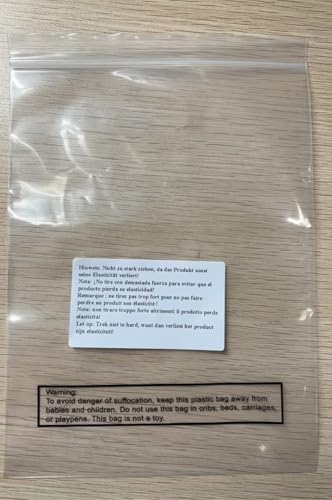 Hinweis: Nicht zu stark ziehen, da das Produkt sonst
seine Elastizität verliert!
Nota: ¡No tire con demasiada fuerza para evitar que el
producto pierda su elasticidad!
Remarque : ne tirez pas trop fort pour ne pas faire
perdre au produit son élasticité !
Nota: non tirare troppo forte altrimenti il prodotto perde
elasticità!
Let op: Trek niet te hard, want dan verliest het product
zijn elasticiteit!
Warning:
To avoid danger of suffocation, keep this plastic bag away from
babies and children. Do not use this bag in cribs, beds, carriages,
or playpens. This bag is not a toy.